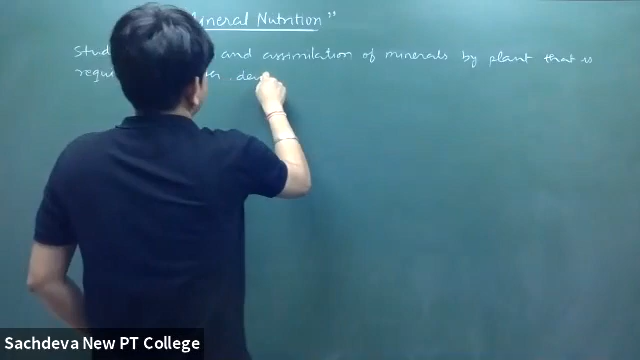 Mineral Nutrition"
Stud and assimilation of minerals by plant that is
requi dev
Sachdeva New PT College